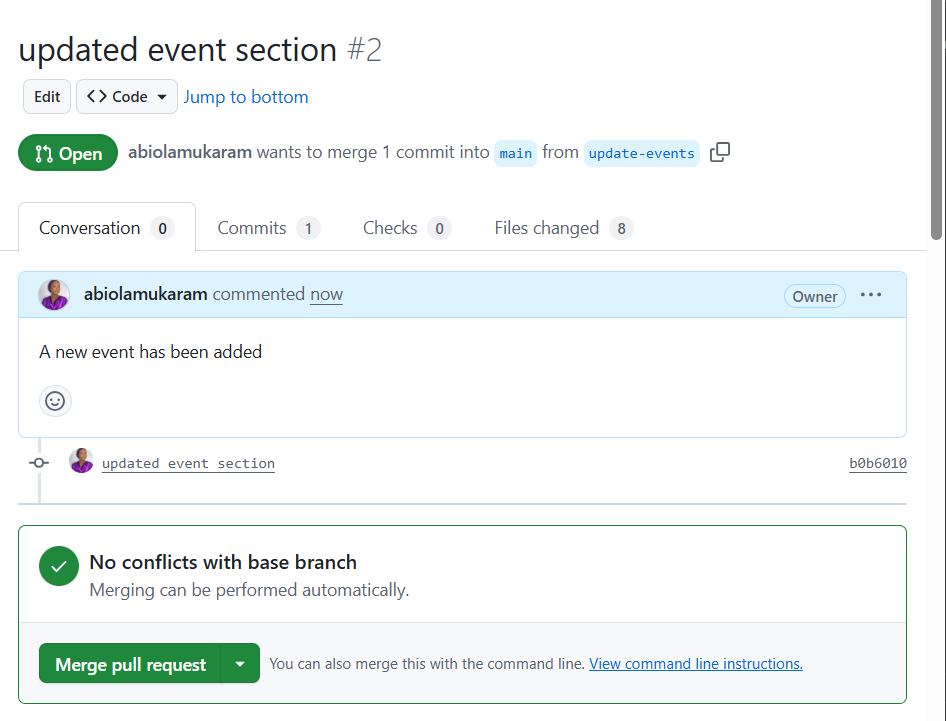 updated event section #2
Edit <> Code Jump to bottom
Open abiolamukaram wants to merge 1 commit into main from update-events
Conversation 0 Commits 1 Checks 0 Files changed 8
abiolamukaram commented now Owner ...
A new event has been added
updated event section b0b6010
No conflicts with base branch
Merging can be performed automatically.
Merge pull request You can also merge this with the command line. View command line instructions.